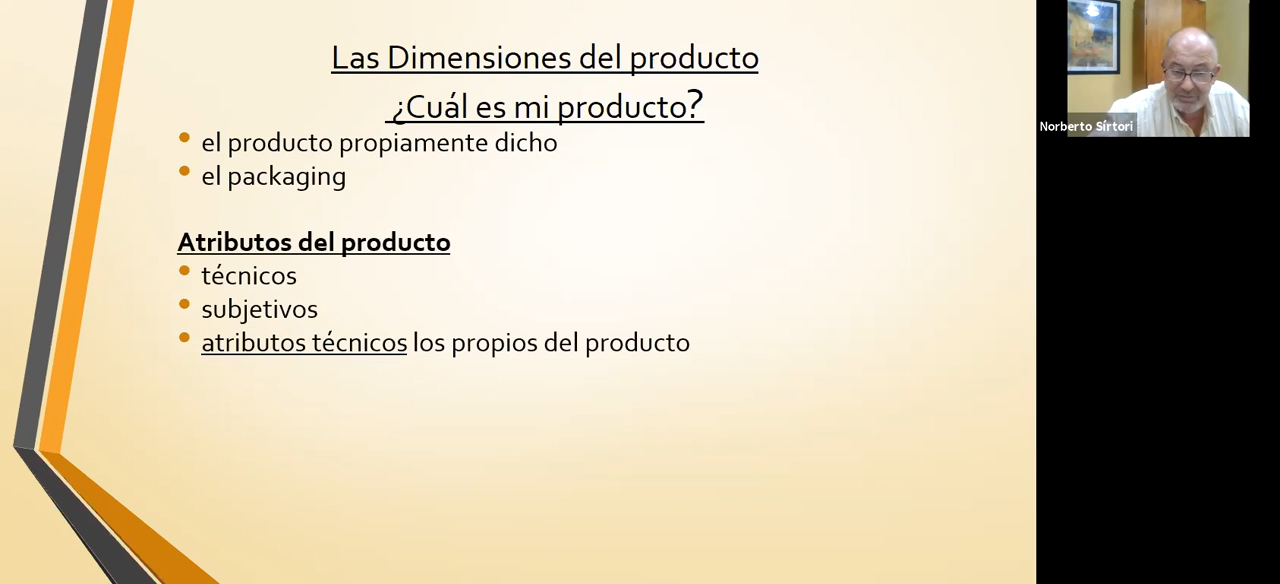 Las Dimensiones del producto
¿Cuál es mi producto?
el producto propiamente dicho
el packaging
Atributos del producto
técnicos
subjetivos
atributos técnicos los propios del producto
Norberto Sírtori